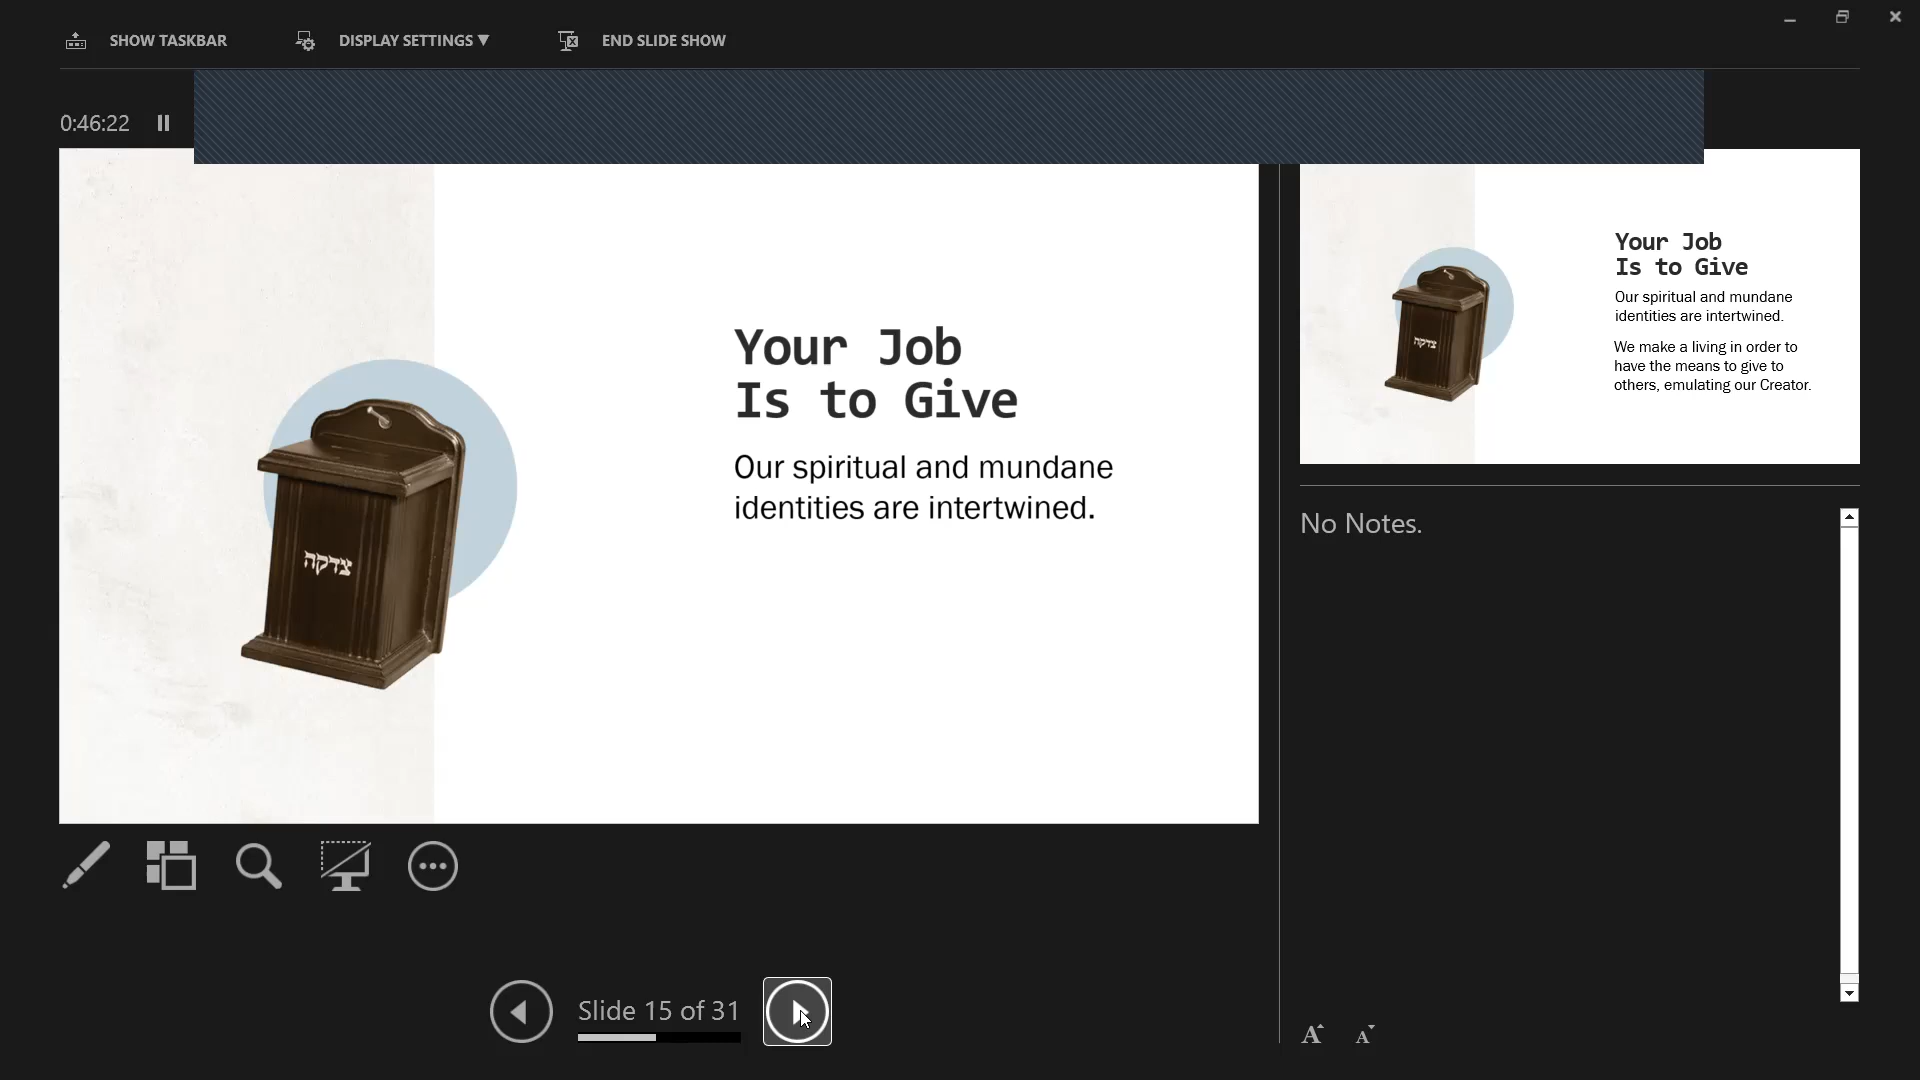 SHOW TASKBAR
DISPLAY SETTINGS ▼
END SLIDE SHOW
0:46:22
Your Job
Is to Give
Our spiritual and mundane
identities are intertwined.
צדקה
Your Job
Is to Give
Our spiritual and mundane
identities are intertwined.
We make a living in order to
have the means to give to
others, emulating our Creator.
צדקה
No Notes.
Slide 15 of 31
A A